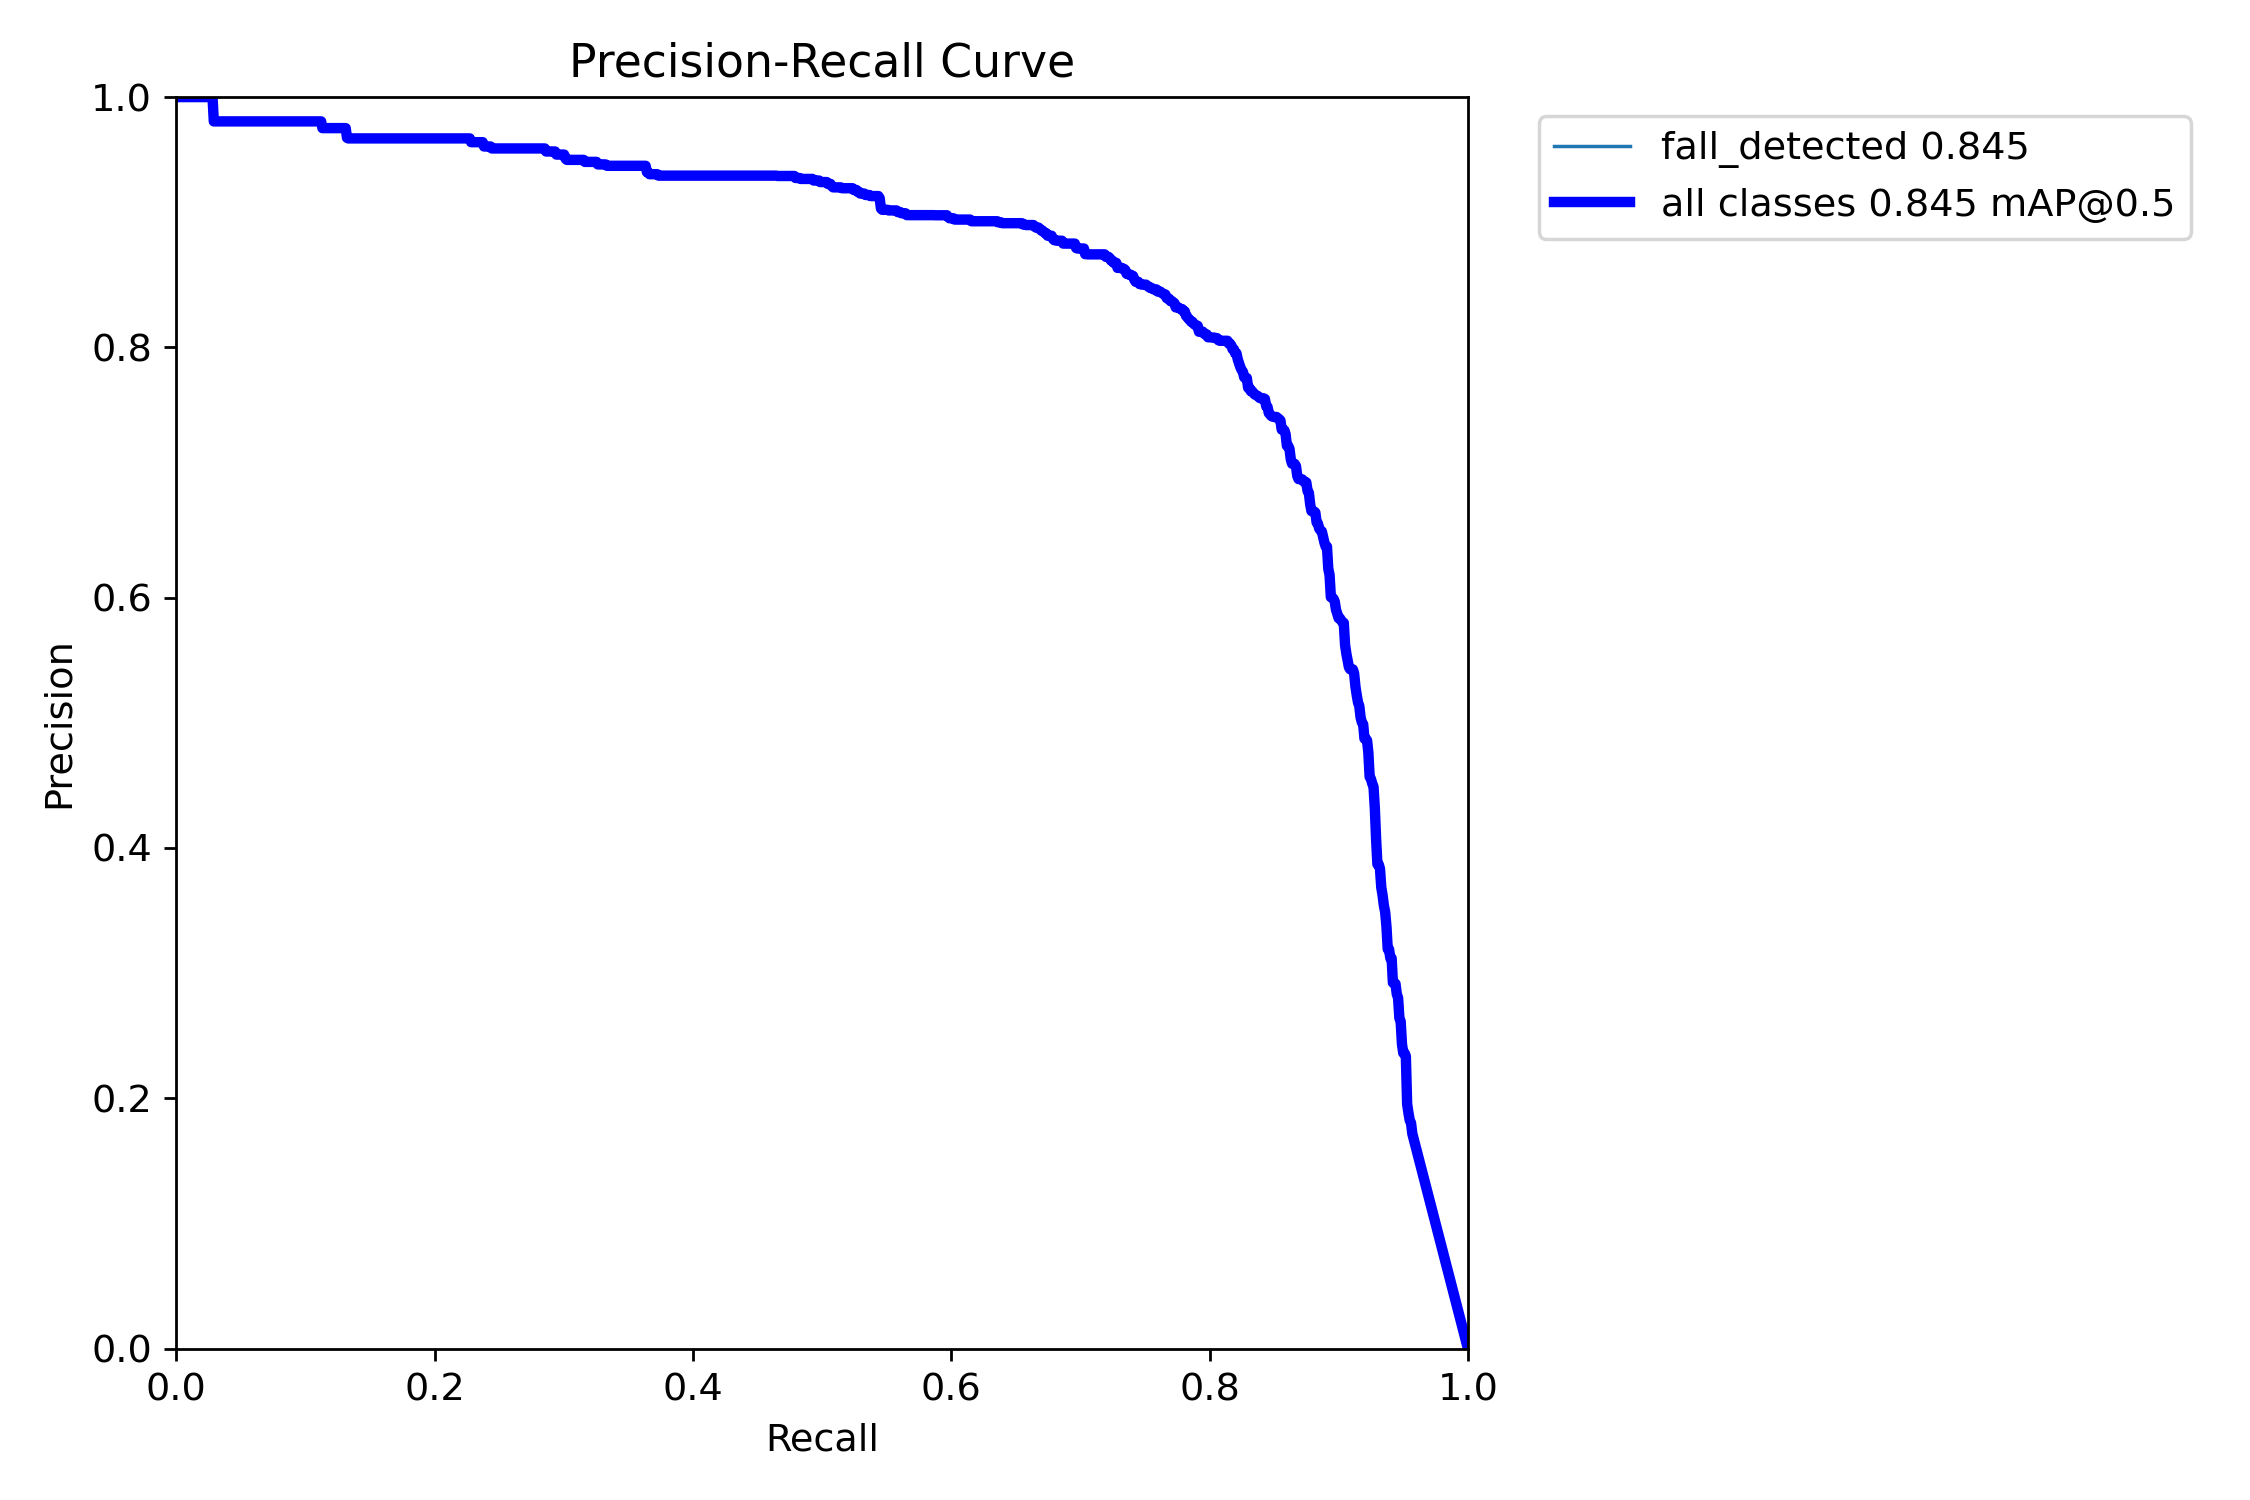 Precision-Recall Curve
1.0
0.8
0.6
0.4
0.2
0.0
Precision
0.0 0.2 0.4 0.6 0.8 1.0
Recall
fall_detected 0.845
all classes 0.845 mAP@0.5